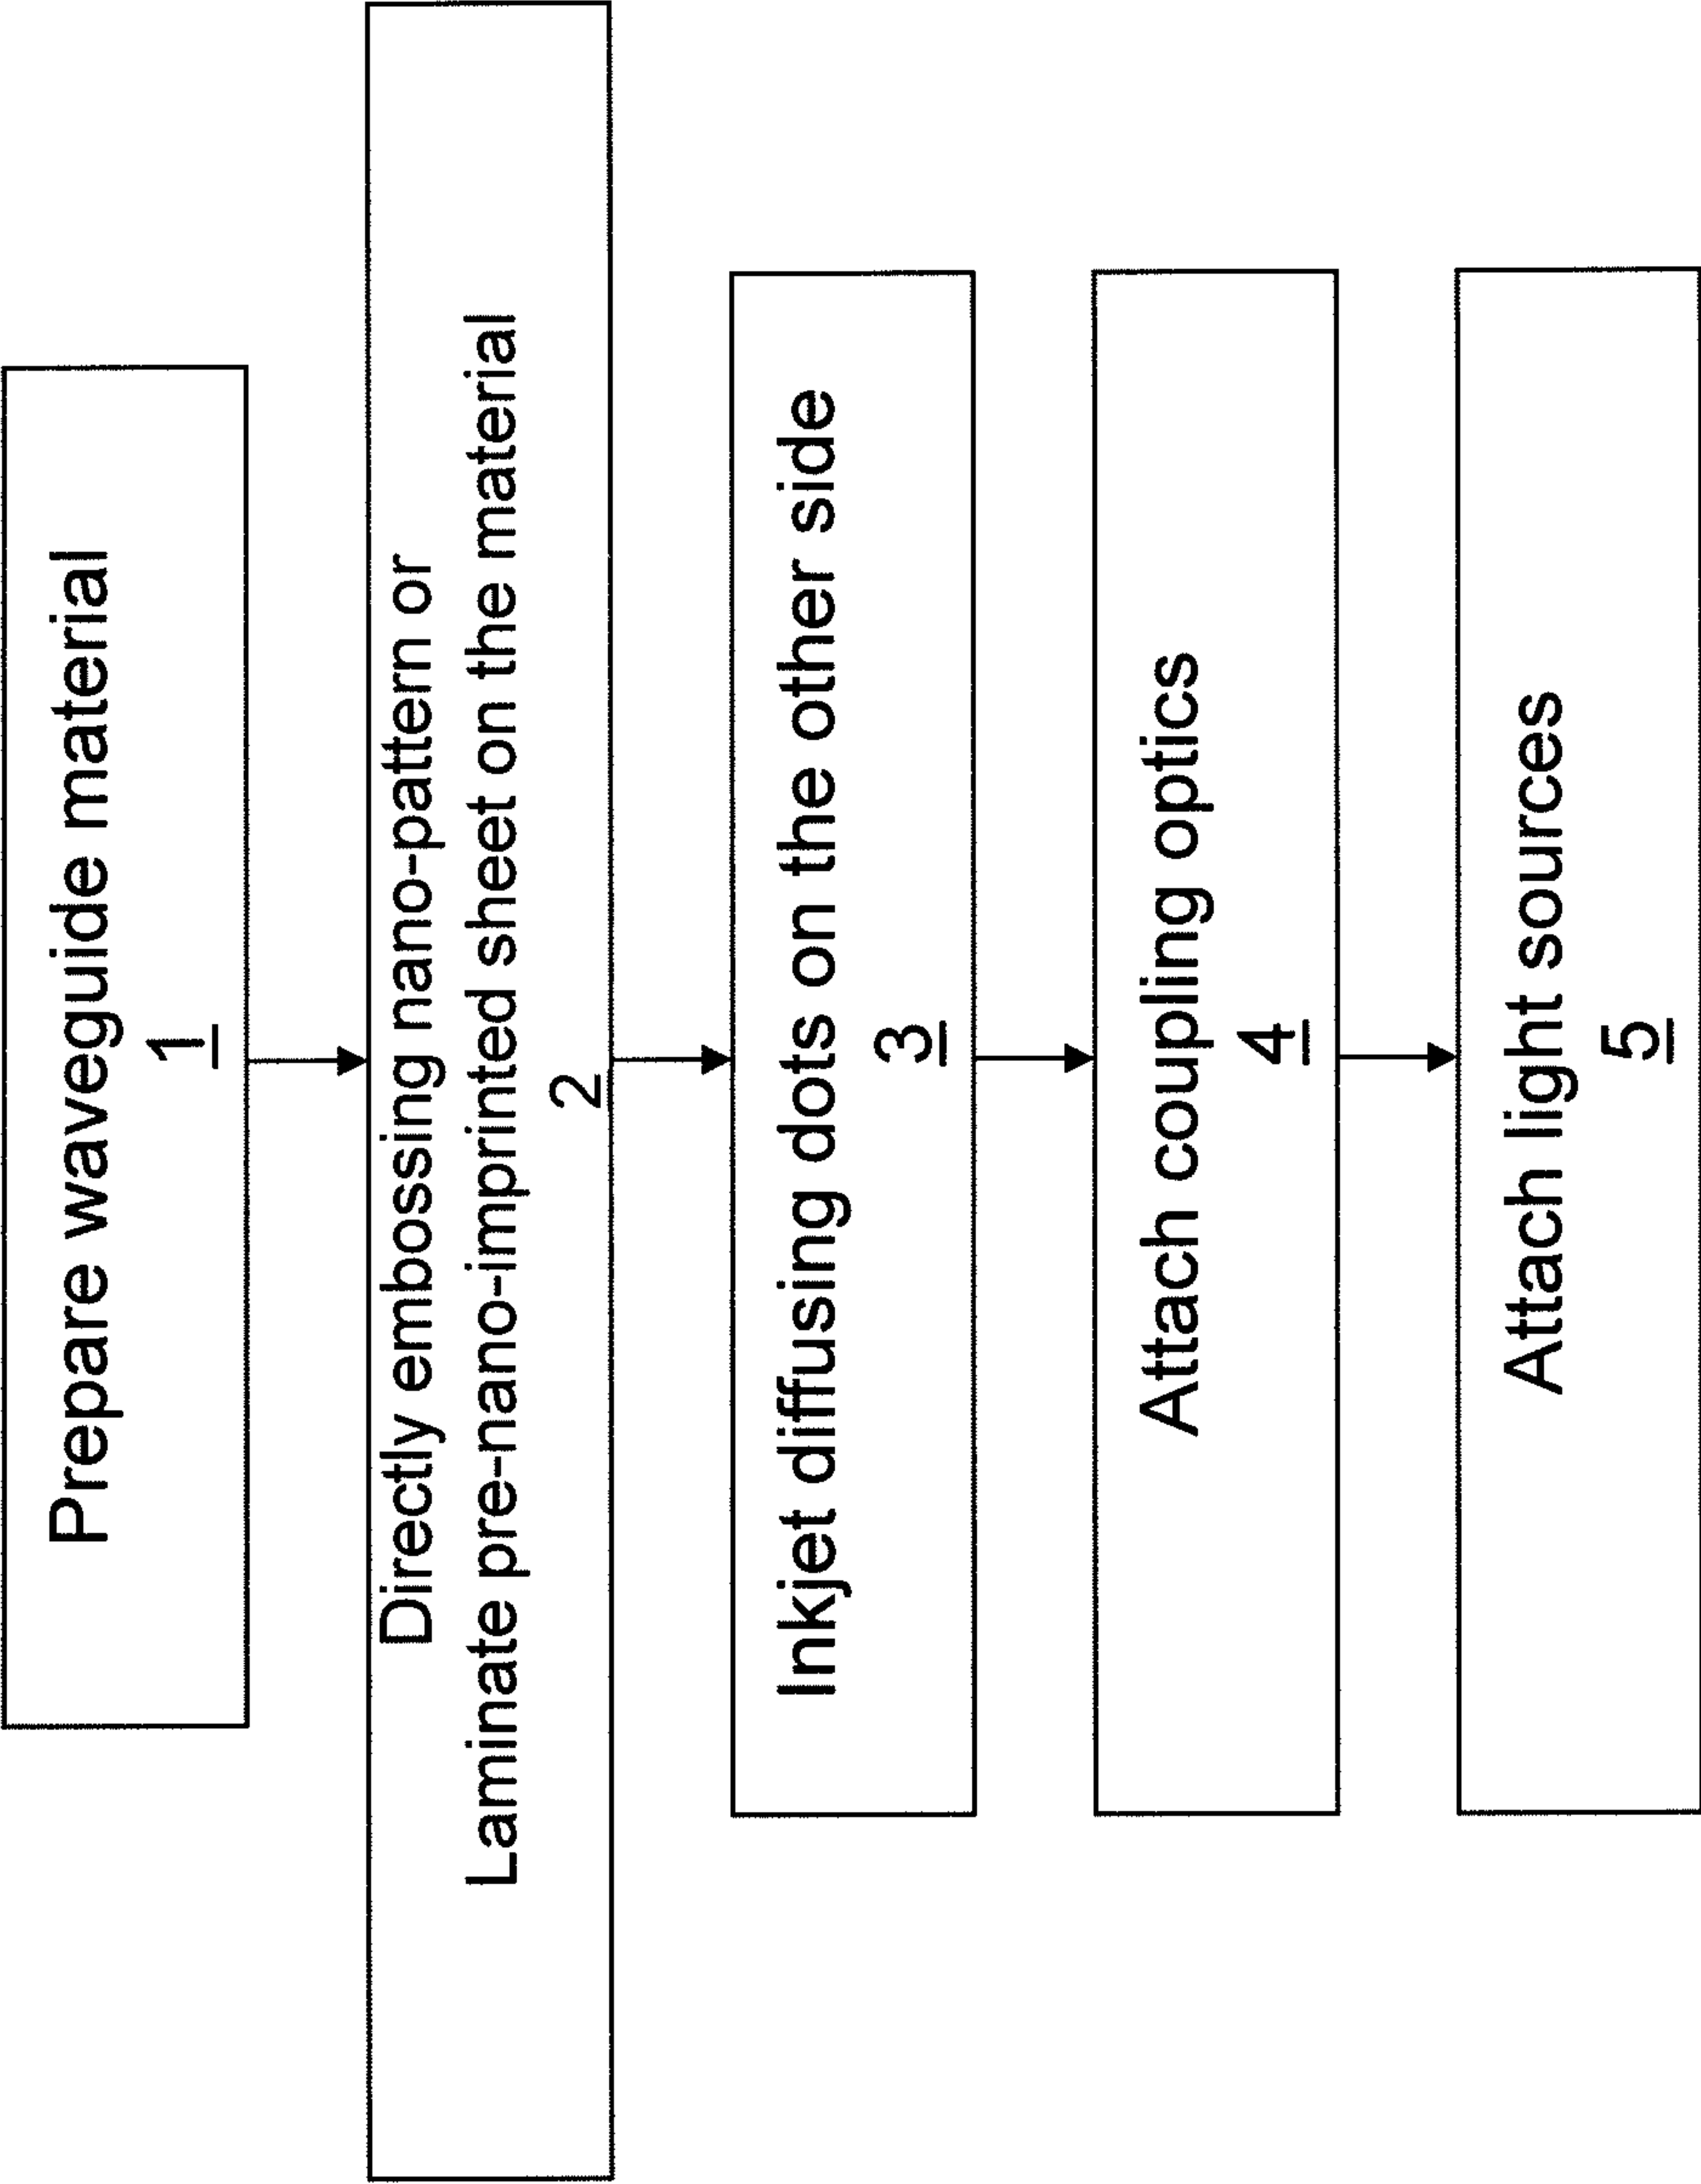 Prepare waveguide material
1
Directly embossing nano-pattern or
Laminate pre-nano-imprinted sheet on the material
2
Inkjet diffusing dots on the other side
3
Attach coupling optics
4
Attach light sources
5